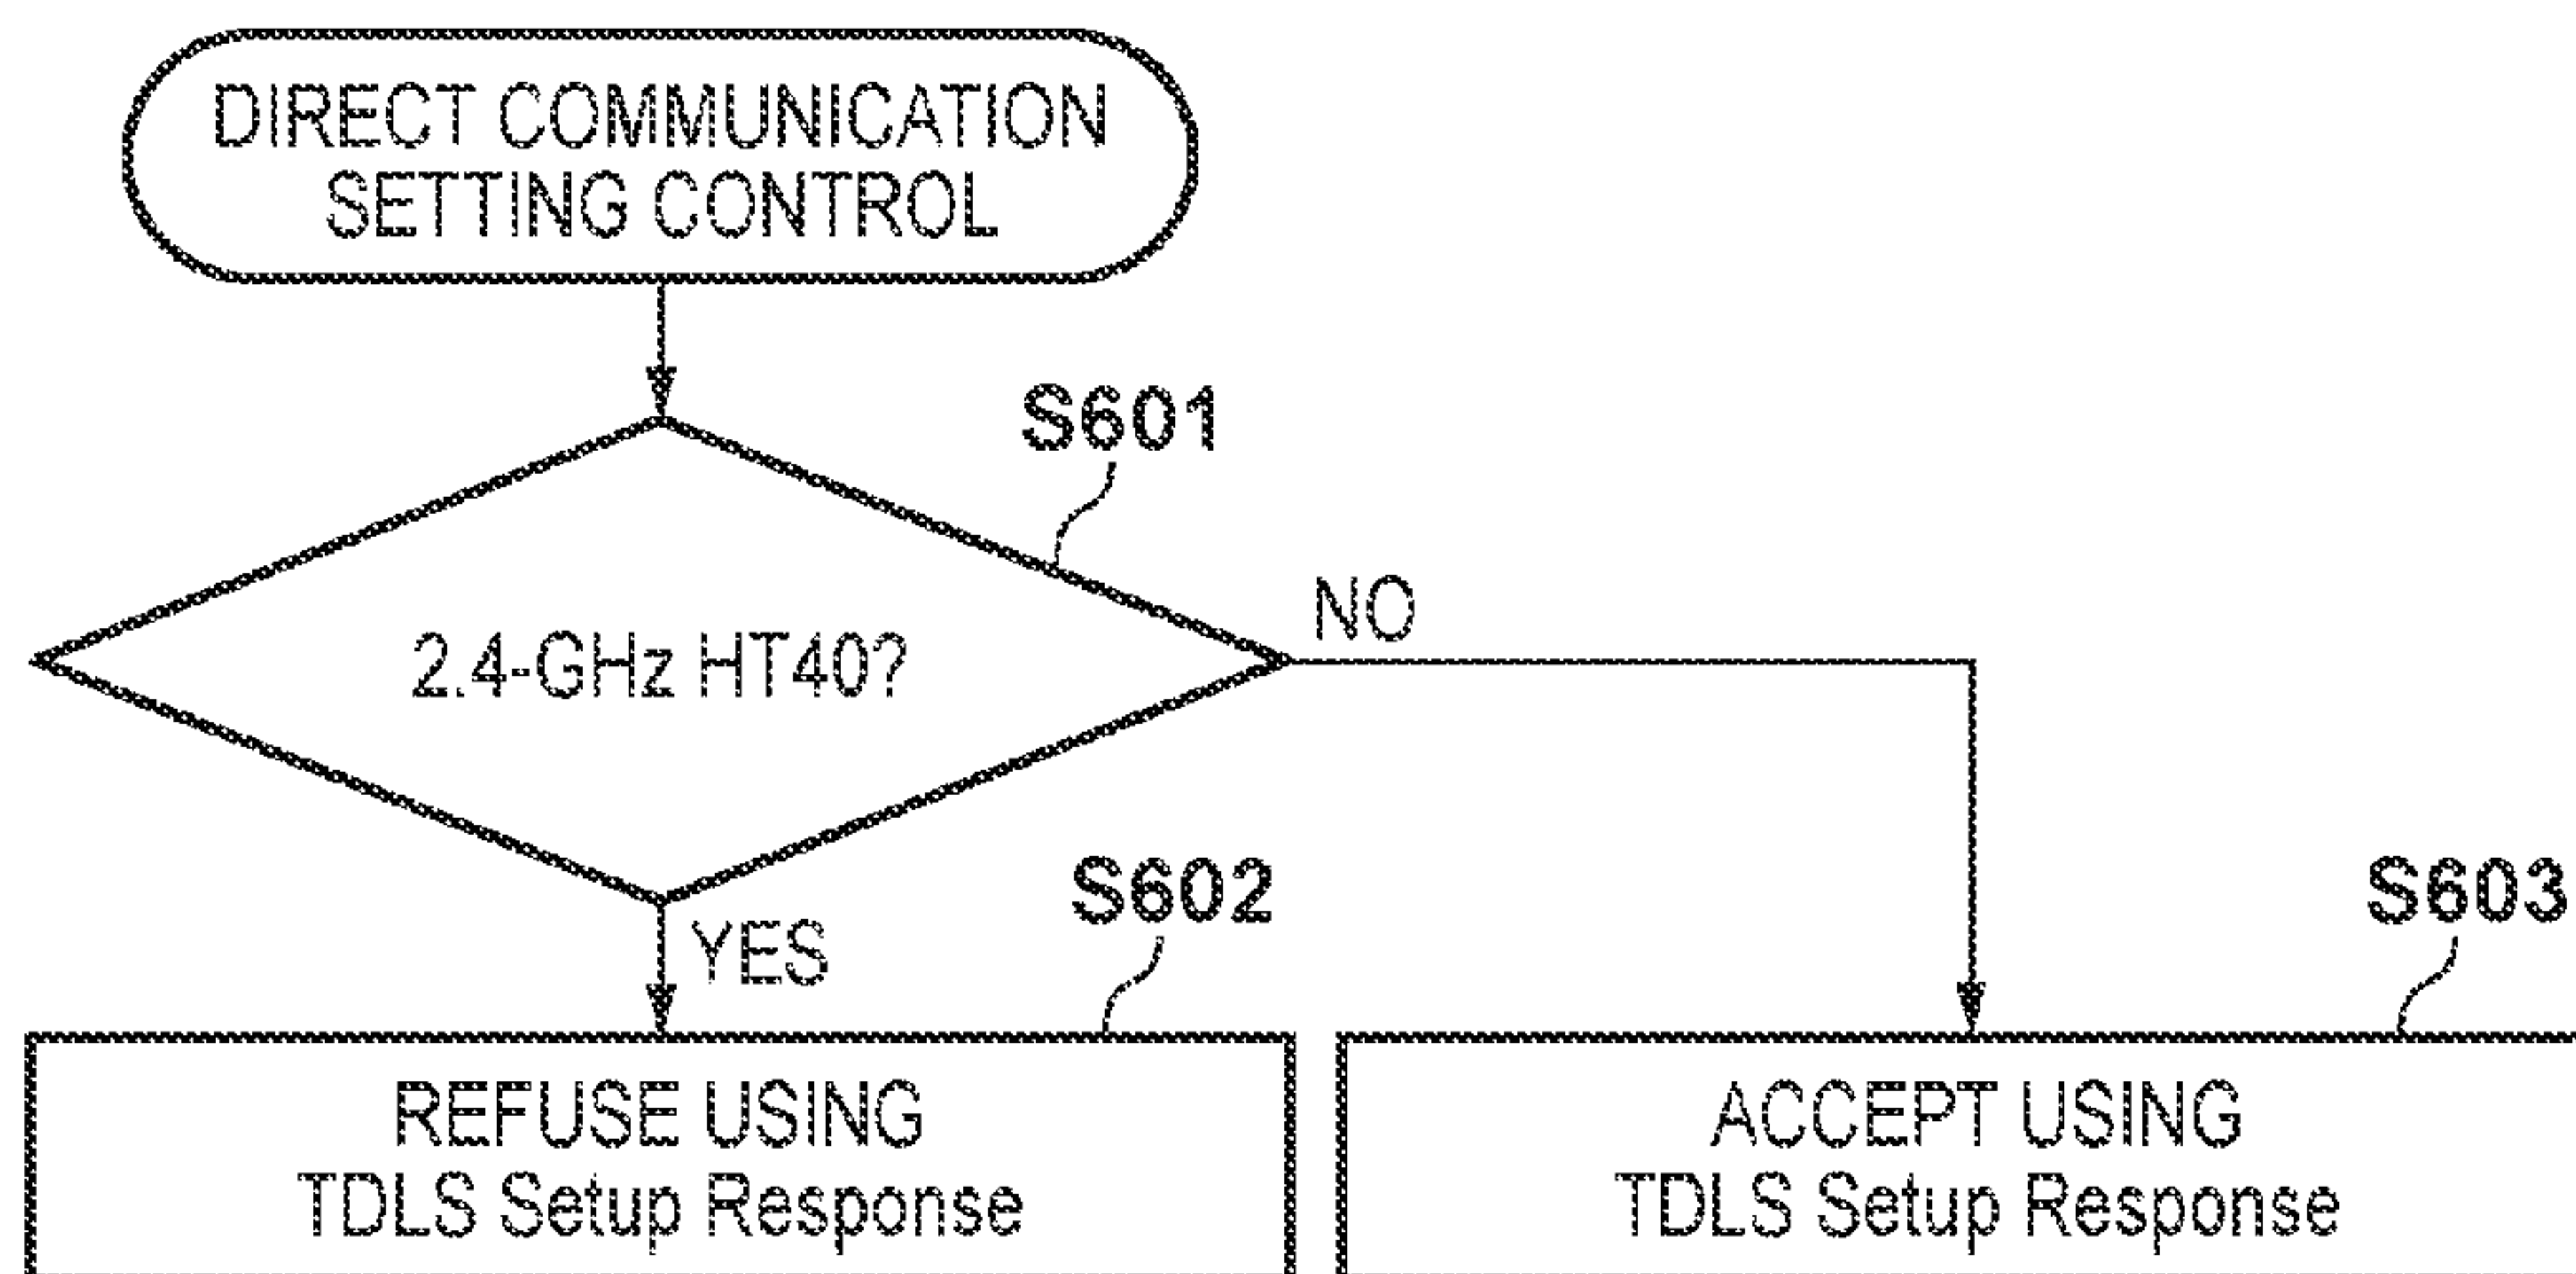 DIRECT COMMUNICATION
SETTING CONTROL
S601
2.4-GHz HT40?
NO
YES
S602
S603
REFUSE USING
TDLS Setup Response
ACCEPT USING
TDLS Setup Response